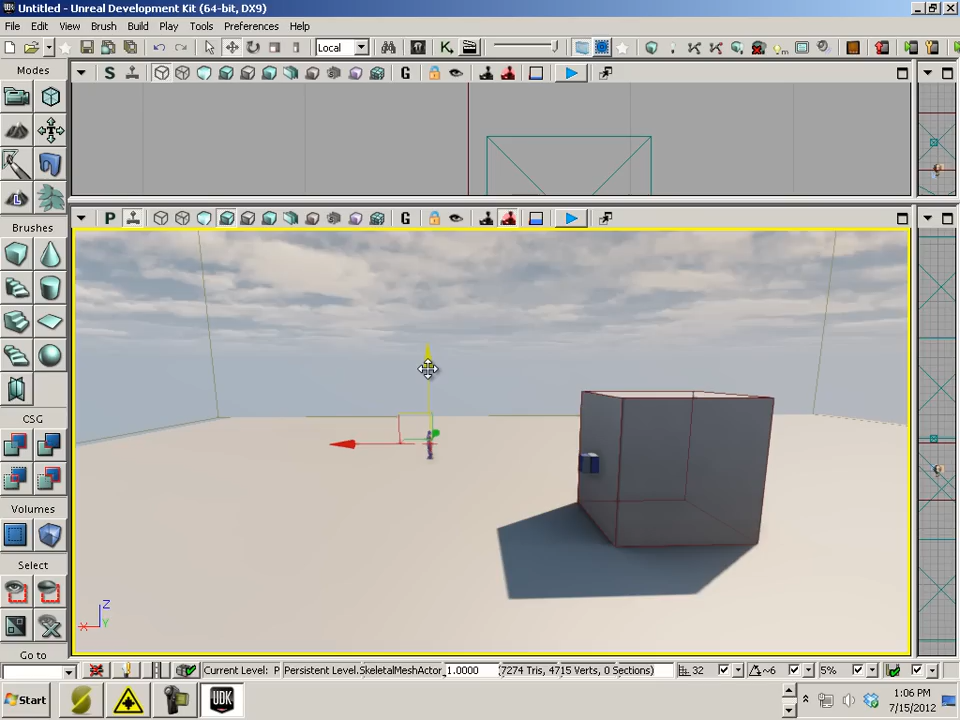 Untitled - Unreal Development Kit (64-bit, DX9)
File Edit View Brush Build Play Tools Preferences Help
Local
Modes
S
G
L
Brushes
P
G
CSG
Volumes
Select
Go to
Z
X
Y
Current Level: P
Persistent Level.SkeletalMeshActor_
1.0000
(7274 Tris, 4715 Verts, 0 Sections)
32
6
5%
Start
UDK
1:06 PM
7/15/2012